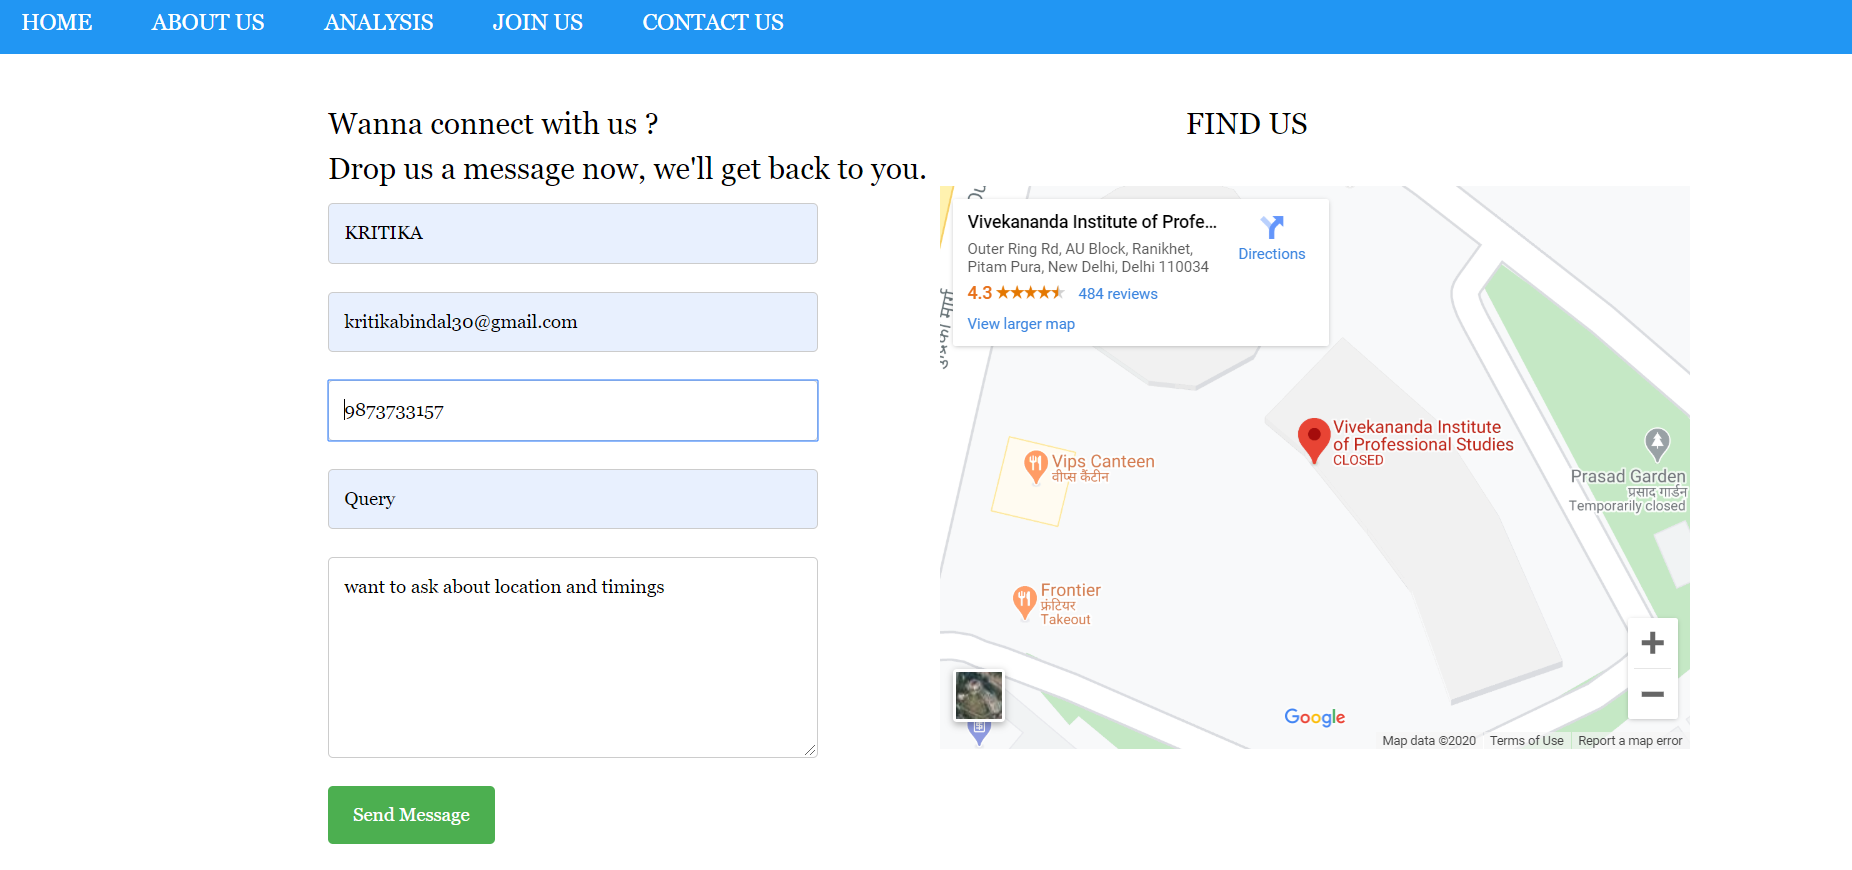 HOME ABOUT US ANALYSIS JOIN US CONTACT US
Wanna connect with us ?
Drop us a message now, we'll get back to you.
KRITIKA
kritikabindal30@gmail.com
9873733157
Query
want to ask about location and timings
Send Message
FIND US
Vivekananda Institute of Profe...
Outer Ring Rd, AU Block, Ranikhet,
Pitam Pura, New Delhi, Delhi 110034
4.3 484 reviews
View larger map
Directions
Vivekananda Institute
of Professional Studies
CLOSED
Vips Canteen
वीप्स कैंटीन
Prasad Garden
प्रसाद गार्डन
Temporarily closed
Frontier
फ्रंटियर
Takeout
Google
Map data ©2020 Terms of Use Report a map error